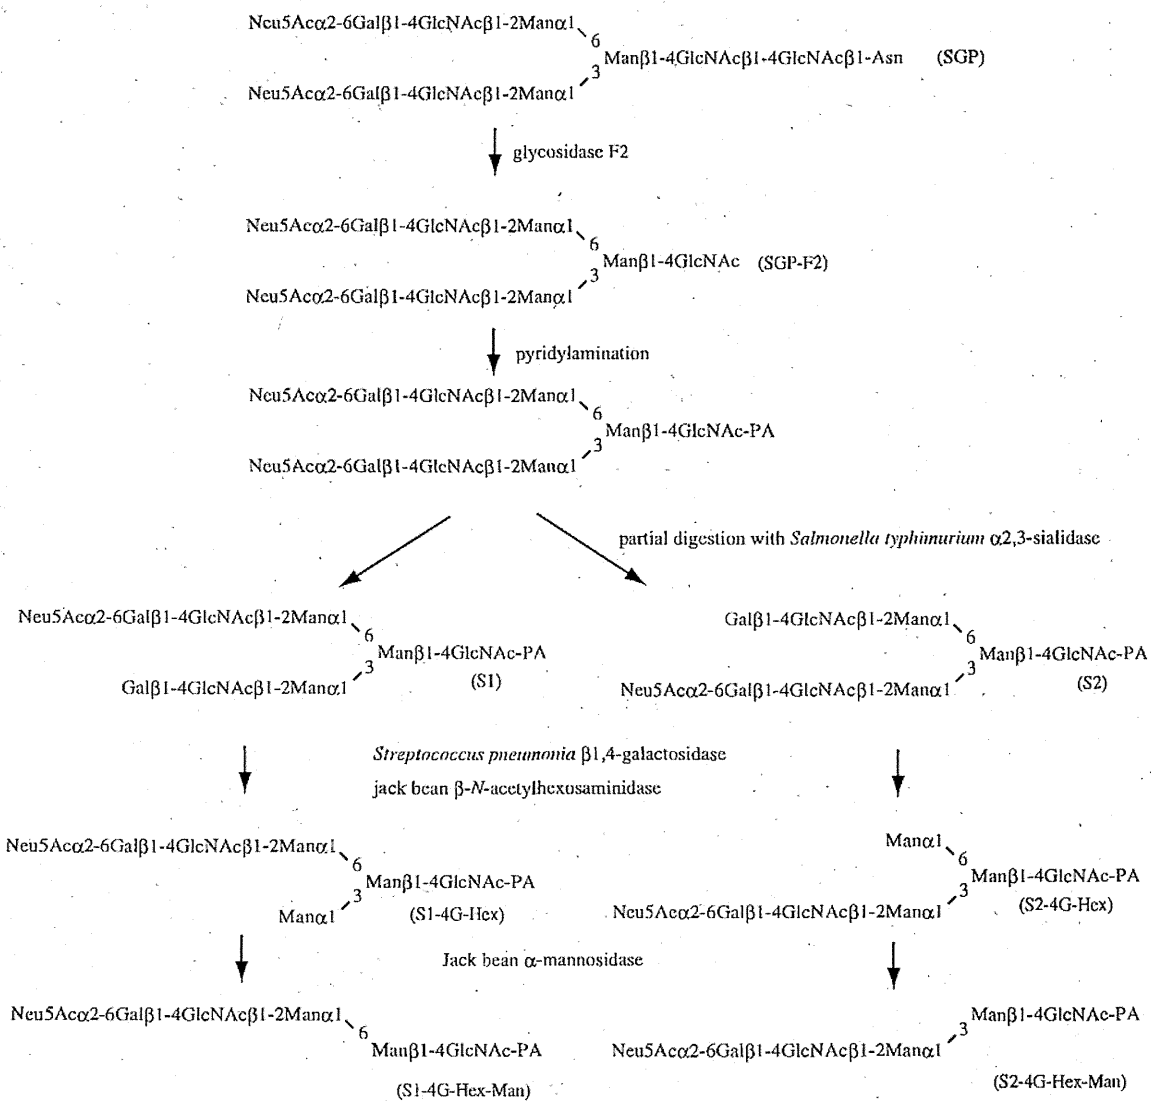 Neu5Acα2-6Galβ1-4GlcNAcβ1-2Manα1
6
Manβ1-4GlcNAcβ1-4GlcNAcβ1-Asn (SGP)
3
Neu5Acα2-6Galβ1-4GlcNAcβ1-2Manα1
glycosidase F2
Neu5Acα2-6Galβ1-4GlcNAcβ1-2Manα1
6
Manβ1-4GlcNAc (SGP-F2)
3
Neu5Acα2-6Galβ1-4GlcNAcβ1-2Manα1
pyridylamination
Neu5Acα2-6Galβ1-4GlcNAcβ1-2Manα1
6
Manβ1-4GlcNAc-PA
3
Neu5Acα2-6Galβ1-4GlcNAcβ1-2Manα1
partial digestion with Salmonella typhimurium α2,3-sialidase
Neu5Acα2-6Galβ1-4GlcNAcβ1-2Manα1
6
Manβ1-4GlcNAc-PA
3
(S1)
Galβ1-4GlcNAcβ1-2Manα1
Galβ1-4GlcNAcβ1-2Manα1
6
Manβ1-4GlcNAc-PA
3
(S2)
Neu5Acα2-6Galβ1-4GlcNAcβ1-2Manα1
Streptococcus pneumonia β1,4-galactosidase
jack bean β-N-acetylhexosaminidase
Neu5Acα2-6Galβ1-4GlcNAcβ1-2Manα1
6
Manβ1-4GlcNAc-PA
3
(S1-4G-Hex)
Manα1
Manα1
6
Manβ1-4GlcNAc-PA
3
(S2-4G-Hex)
Neu5Acα2-6Galβ1-4GlcNAcβ1-2Manα1
Jack bean α-mannosidase
Neu5Acα2-6Galβ1-4GlcNAcβ1-2Manα1
6
Manβ1-4GlcNAc-PA
(S1-4G-Hex-Man)
Manβ1-4GlcNAc-PA
3
Neu5Acα2-6Galβ1-4GlcNAcβ1-2Manα1
(S2-4G-Hex-Man)